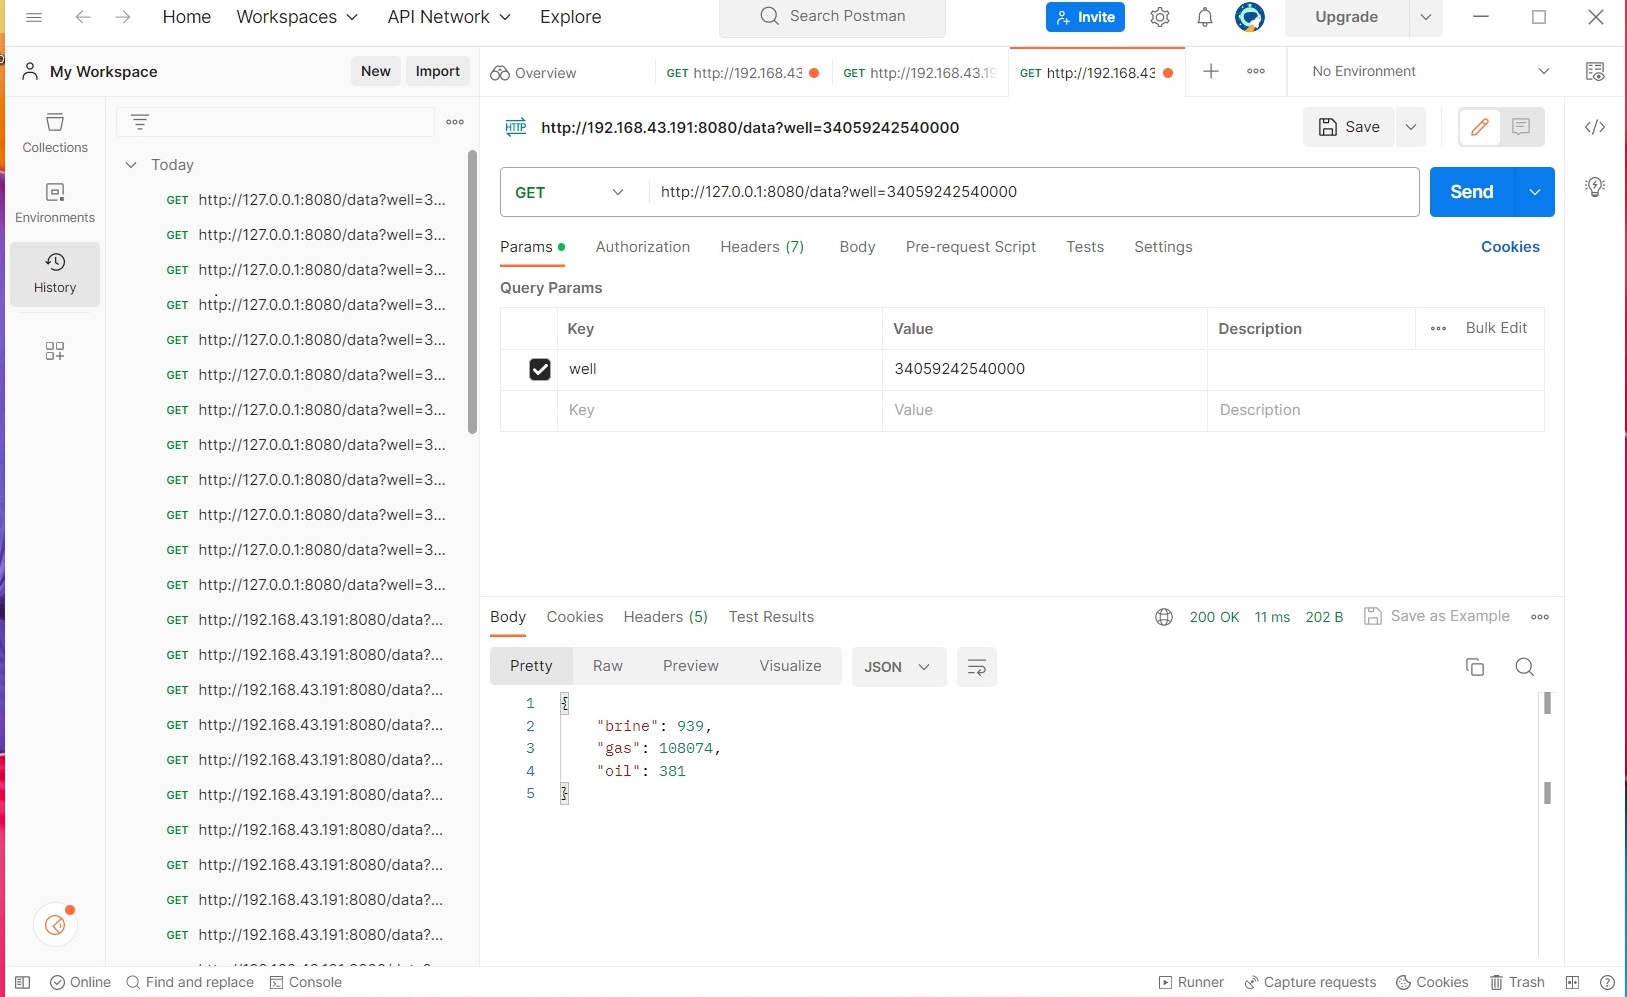 Home
Workspaces
API Network
Explore
Search Postman
Invite
Upgrade
My Workspace
New
Import
Overview
GET http://192.168.43
GET http://192.168.43.19
GET http://192.168.43
No Environment
Collections
Environments
History
Today
GET http://127.0.0.1:8080/data?well=3...
GET http://127.0.0.1:8080/data?well=3...
GET http://127.0.0.1:8080/data?well=3...
GET http://127.0.0.1:8080/data?well=3...
GET http://127.0.0.1:8080/data?well=3...
GET http://127.0.0.1:8080/data?well=3...
GET http://127.0.0.1:8080/data?well=3...
GET http://127.0.0.1:8080/data?well=3...
GET http://127.0.0.1:8080/data?well=3...
GET http://127.0.0.1:8080/data?well=3...
GET http://127.0.0.1:8080/data?well=3...
GET http://127.0.0.1:8080/data?well=3...
GET http://192.168.43.191:8080/data?...
GET http://192.168.43.191:8080/data?...
GET http://192.168.43.191:8080/data?...
GET http://192.168.43.191:8080/data?...
GET http://192.168.43.191:8080/data?...
GET http://192.168.43.191:8080/data?...
GET http://192.168.43.191:8080/data?...
GET http://192.168.43.191:8080/data?...
GET http://192.168.43.191:8080/data?...
GET http://192.168.43.191:8080/data?...
HTTP http://192.168.43.191:8080/data?well=34059242540000
Save
</>
GET http://127.0.0.1:8080/data?well=34059242540000
Send
Params
Authorization
Headers (7)
Body
Pre-request Script
Tests
Settings
Cookies
Query Params
Key Value Description Bulk Edit
well 34059242540000
Key Value Description
Body
Cookies
Headers (5)
Test Results
200 OK 11 ms 202 B
Save as Example
Pretty
Raw
Preview
Visualize
JSON
1 {
2 "brine": 939,
3 "gas": 108074,
4 "oil": 381
5 }
Online
Find and replace
Console
Runner
Capture requests
Cookies
Trash